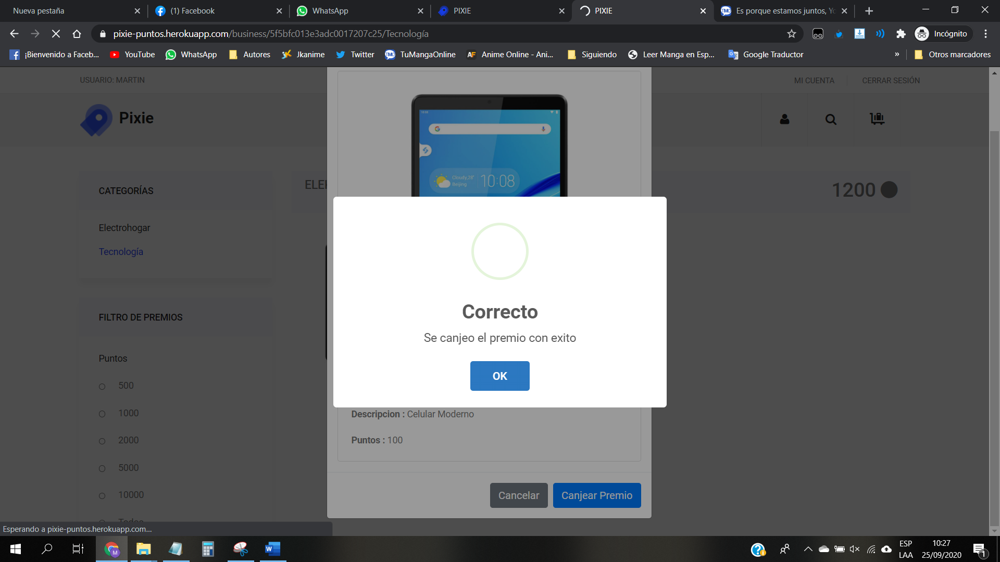 Nueva pestaña
(1) Facebook
WhatsApp
PIXIE
PIXIE
Es porque estamos juntos, Yo
pixie-puntos.herokuapp.com/business/5f5bfc013e3adc0017207c25/Tecnología
Incógnito
¡Bienvenido a Faceb...
YouTube
WhatsApp
Autores
Jkanime
Twitter
TuMangaOnline
Anime Online - Ani...
Siguiendo
Leer Manga en Esp...
Google Traductor
»
Otros marcadores
USUARIO: MARTIN
MI CUENTA
CERRAR SESIÓN
Pixie
10:08
Cloudy,28°
Beijing
CATEGORÍAS
Electrohogar
Tecnología
1200
FILTRO DE PREMIOS
Puntos
500
1000
2000
5000
10000
Todos
Correcto
Se canjeo el premio con exito
OK
Descripcion : Celular Moderno
Puntos : 100
Cancelar
Canjear Premio
Esperando a pixie-puntos.herokuapp.com...
ESP
LAA
10:27
25/09/2020
1